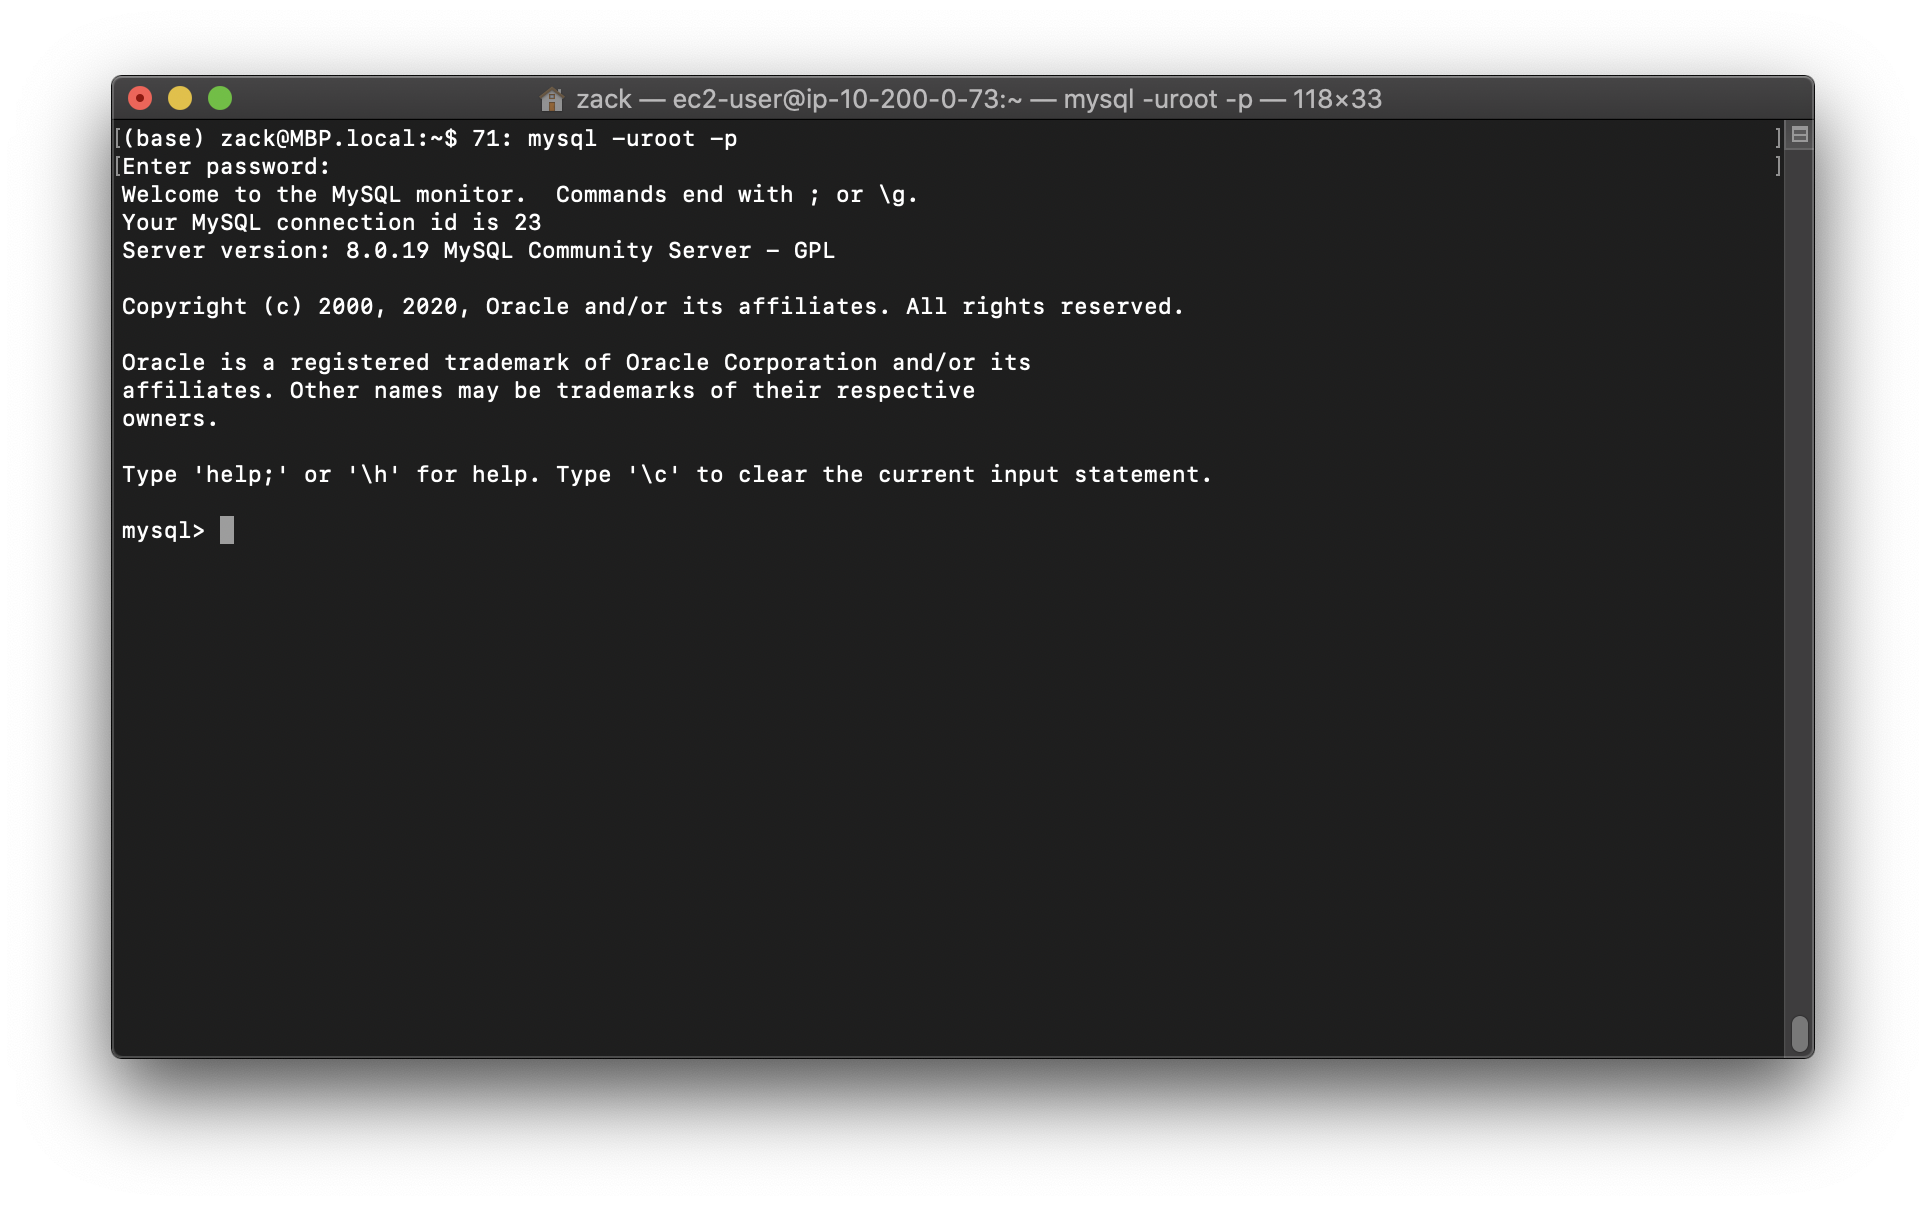 zack — ec2-user@ip-10-200-0-73:~ — mysql -uroot -p — 118×33
[(base) zack@MBP.local:~$ 71: mysql -uroot -p ]
[Enter password: ]
Welcome to the MySQL monitor.  Commands end with ; or \g.
Your MySQL connection id is 23
Server version: 8.0.19 MySQL Community Server - GPL
Copyright (c) 2000, 2020, Oracle and/or its affiliates. All rights reserved.
Oracle is a registered trademark of Oracle Corporation and/or its
affiliates. Other names may be trademarks of their respective
owners.
Type 'help;' or '\h' for help. Type '\c' to clear the current input statement.
mysql>